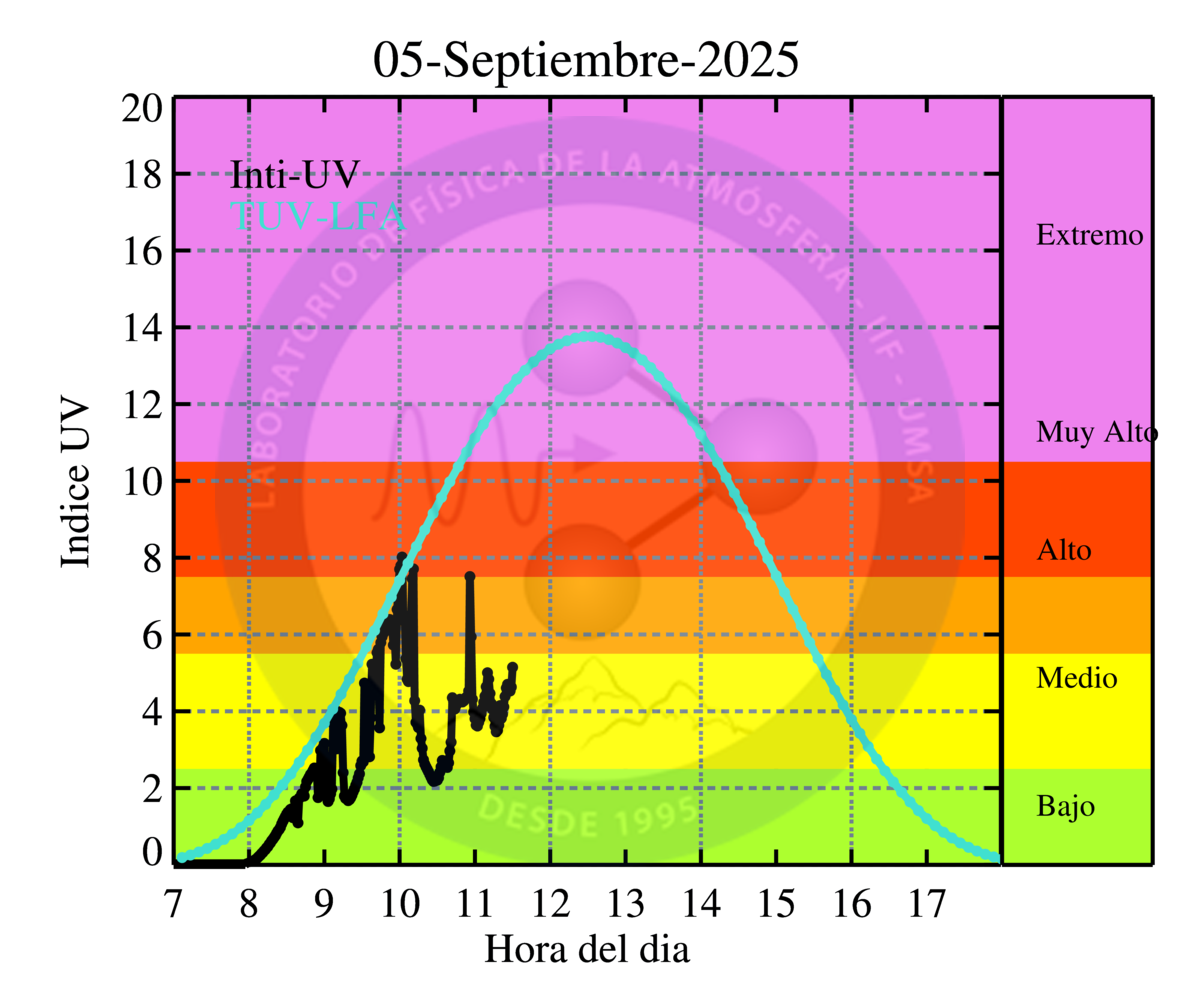 05-Septiembre-2025
20
18
16
14
12
10
8
6
4
2
0
Indice UV
Inti-UV
TUV-LFA
LABORATORIO DE FÍSICA DE LA ATMÓSFERA - IIF - UMSA
DESDE 1995
Extremo
Muy Alto
Alto
Medio
Bajo
7 8 9 10 11 12 13 14 15 16 17
Hora del dia